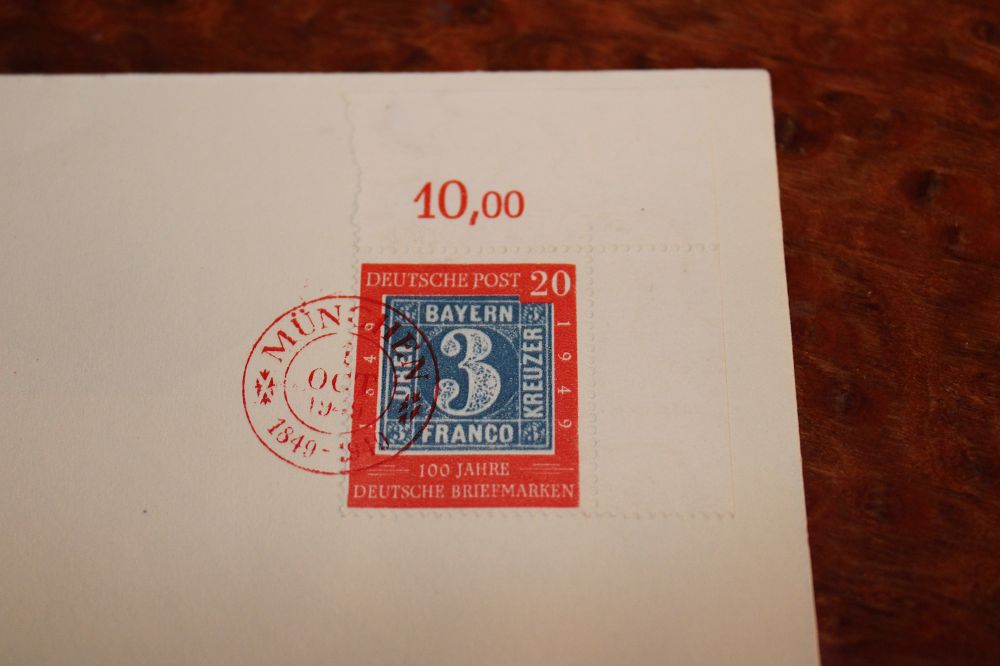 10,00
DEUTSCHE POST 20
BAYERN
3
KREUZER
FRANCO
1949
100 JAHRE
DEUTSCHE BRIEFMARKEN
MÜNCHEN
OCT
1849 -